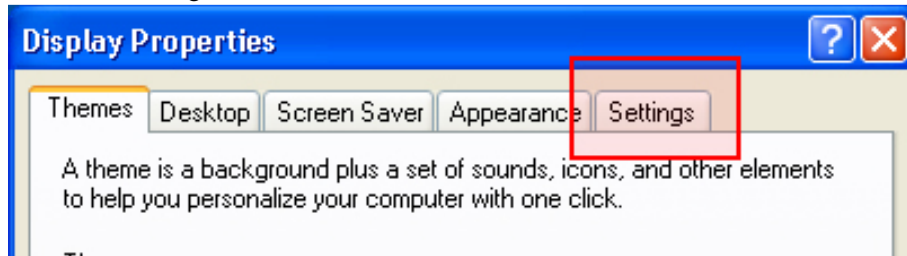 Display Properties
Themes Desktop Screen Saver Appearance Settings
A theme is a background plus a set of sounds, icons, and other elements
to help you personalize your computer with one click.